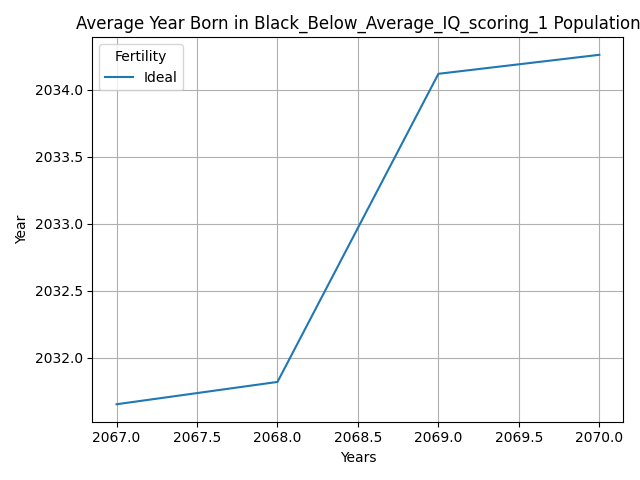 Average Year Born in Black_Below_Average_IQ_scoring_1 Population
Fertility
Ideal
2034.0
2033.5
2033.0
2032.5
2032.0
Year
2067.0 2067.5 2068.0 2068.5 2069.0 2069.5 2070.0
Years